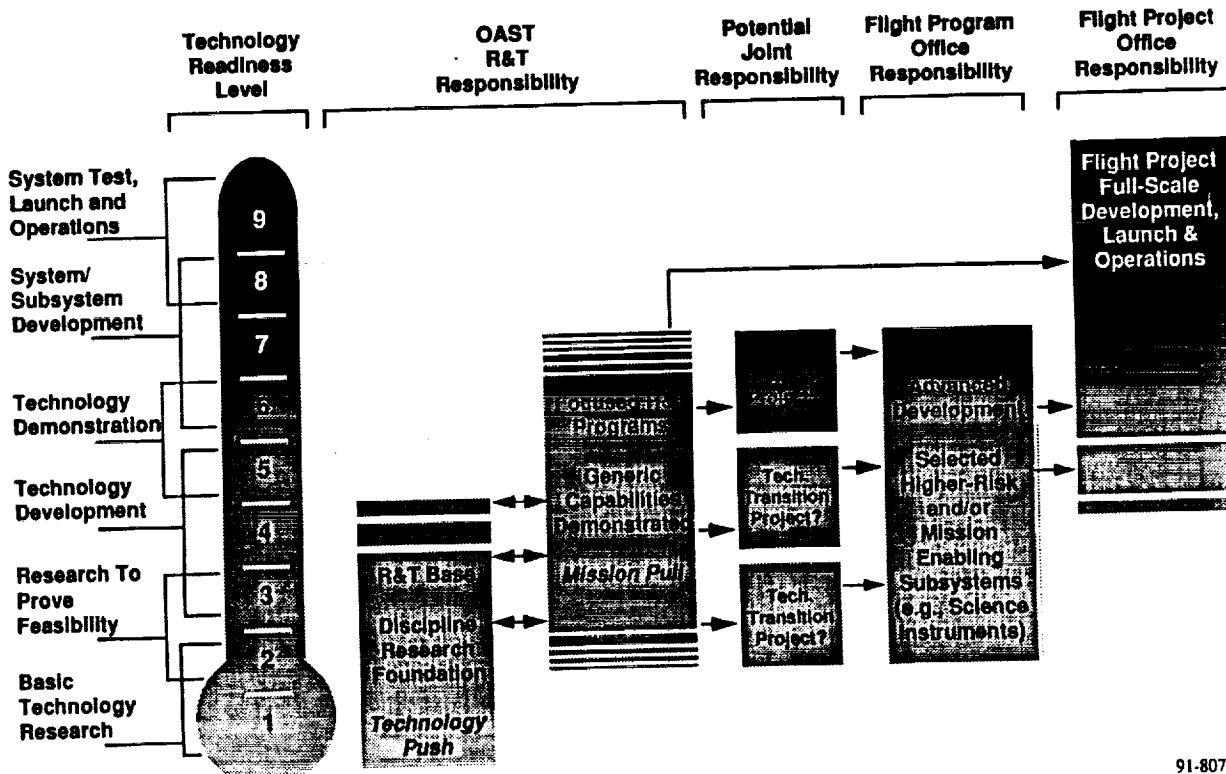 Technology
Readiness
Level
OAST
R&T
Responsibility
Potential
Joint
Responsibility
Flight Program
Office
Responsibility
Flight Project
Office
Responsibility
System Test,
Launch and
Operations
System/
Subsystem
Development
Technology
Demonstration
Technology
Development
Research To
Prove
Feasibility
Basic
Technology
Research
9
8
7
6
5
4
3
2
1
R&T Base
Discipline
Research
Foundation
Technology
Push
Focused
Programs
Generic
Capabilities
Demonstrated
Mission Pull
Tech.
Transition
Project?
Tech.
Transition
Project?
Advanced
Development
Selected
Higher-Risk
and/or
Mission
Enabling
Subsystems
(e.g., Science
Instruments)
Flight Project
Full-Scale
Development,
Launch &
Operations
91-807